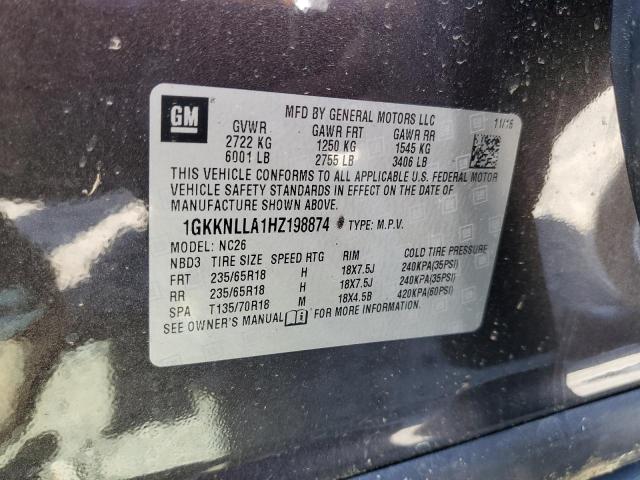 GM
MFD BY GENERAL MOTORS LLC
11/16
GVWR GAWR FRT GAWR RR
2722 KG 1250 KG 1545 KG
6001 LB 2755 LB 3406 LB
THIS VEHICLE CONFORMS TO ALL APPLICABLE U.S. FEDERAL MOTOR
VEHICLE SAFETY STANDARDS IN EFFECT ON THE DATE OF
MANUFACTURE SHOWN ABOVE.
1GKKNLLA1HZ198874 TYPE: M.P.V.
MODEL: NC26
NBD3 TIRE SIZE SPEED RTG RIM COLD TIRE PRESSURE
FRT 235/65R18 H 18X7.5J 240KPA(35PSI)
RR 235/65R18 H 18X7.5J 240KPA(35PSI)
SPA T135/70R18 M 18X4.5B 420KPA(60PSI)
SEE OWNER'S MANUAL FOR MORE INFORMATION.